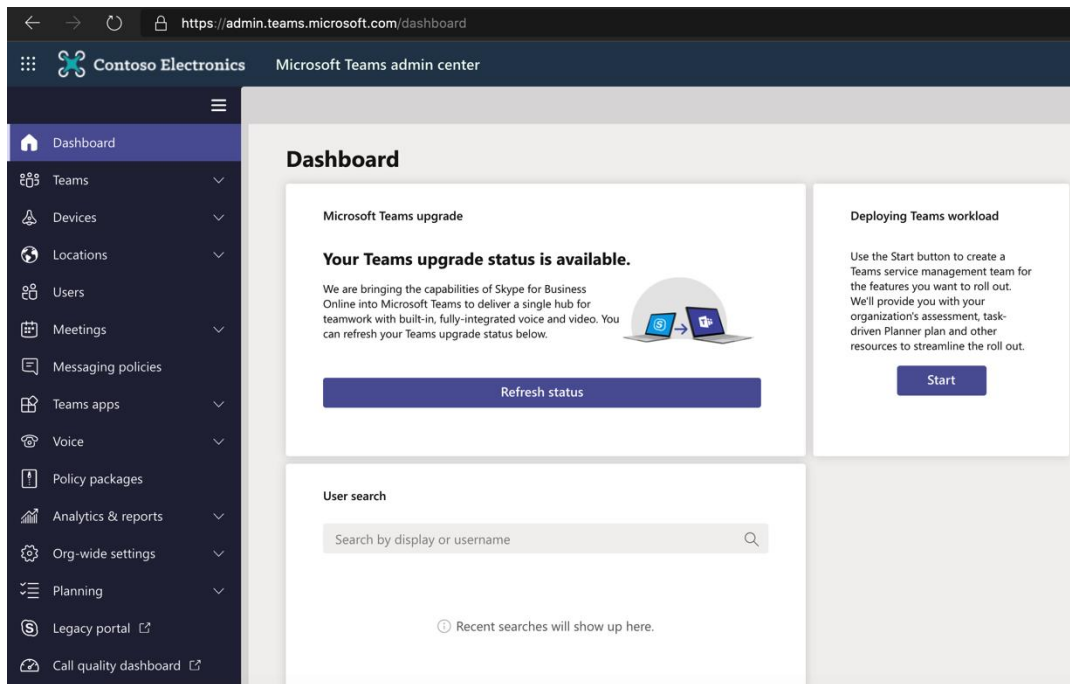 https://admin.teams.microsoft.com/dashboard
Contoso Electronics
Microsoft Teams admin center
Dashboard
Teams
Devices
Locations
Users
Meetings
Messaging policies
Teams apps
Voice
Policy packages
Analytics & reports
Org-wide settings
Planning
Legacy portal
Call quality dashboard
Dashboard
Microsoft Teams upgrade
Your Teams upgrade status is available.
We are bringing the capabilities of Skype for Business
Online into Microsoft Teams to deliver a single hub for
teamwork with built-in, fully-integrated voice and video. You
can refresh your Teams upgrade status below.
Refresh status
Deploying Teams workload
Use the Start button to create a
Teams service management team for
the features you want to roll out.
We'll provide you with your
organization's assessment, task-
driven Planner plan and other
resources to streamline the roll out.
Start
User search
Search by display or username
Recent searches will show up here.